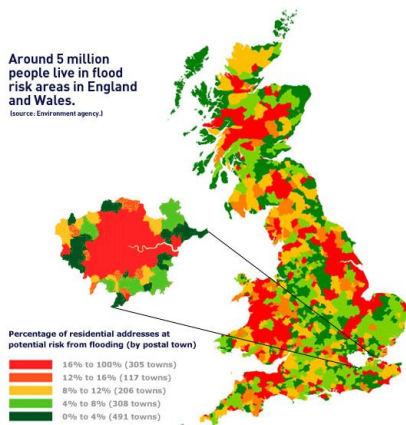 Around 5 million
people live in flood
risk areas in England
and Wales.
(source: Environment agency.)
Percentage of residential addresses at
potential risk from flooding (by postal town)
16% to 100% (305 towns)
12% to 16% (117 towns)
8% to 12% (206 towns)
4% to 8% (308 towns)
0% to 4% (491 towns)